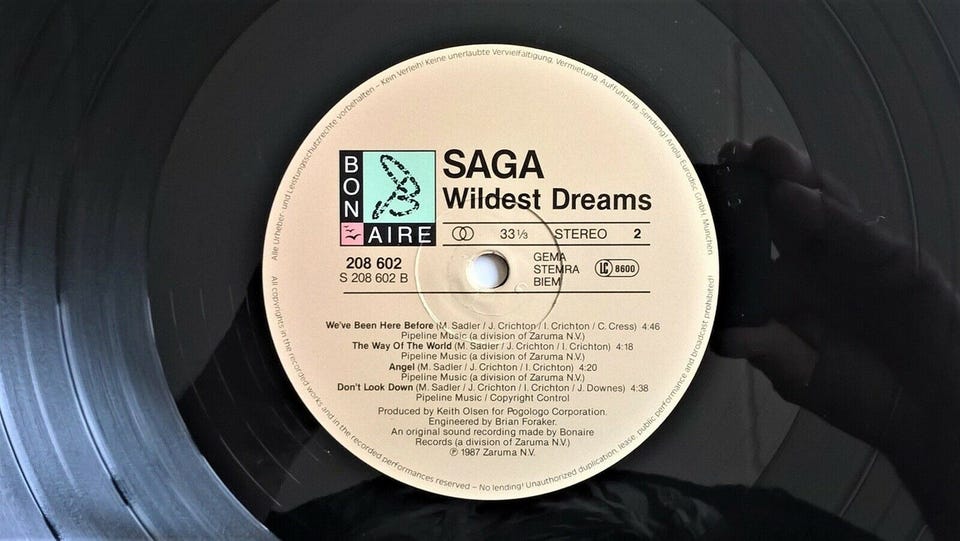 Alle Urheber- und Leistungsschutzrechte vorbehalten – Kein Verleih! Keine unerlaubte Vervielfältigung, Vermietung, Aufführung, Sendung! Ariola-Eurodisc GmbH, München
BON
AIRE
SAGA
Wildest Dreams
33 1/3 STEREO 2
208 602
S 208 602 B
GEMA
STEMRA
BIEM
LC 8600
We've Been Here Before (M. Sadler / J. Crichton / I. Crichton / C. Cress) 4:46
Pipeline Music (a division of Zaruma N.V.)
The Way Of The World (M. Sadler / J. Crichton / I. Crichton) 4:18
Pipeline Music (a division of Zaruma N.V.)
Angel (M. Sadler / J. Crichton / I. Crichton) 4:20
Pipeline Music (a division of Zaruma N.V.)
Don't Look Down (M. Sadler / J. Crichton / I. Crichton / J. Downes) 4:38
Pipeline Music / Copyright Control
Produced by Keith Olsen for Pogologo Corporation.
Engineered by Brian Foraker.
An original sound recording made by Bonaire
Records (a division of Zaruma N.V.)
℗ 1987 Zaruma N.V.
All copyrights in the recorded works and in the recorded performances reserved – No lending! Unauthorized duplication, lease, public performance and broadcast prohibited!